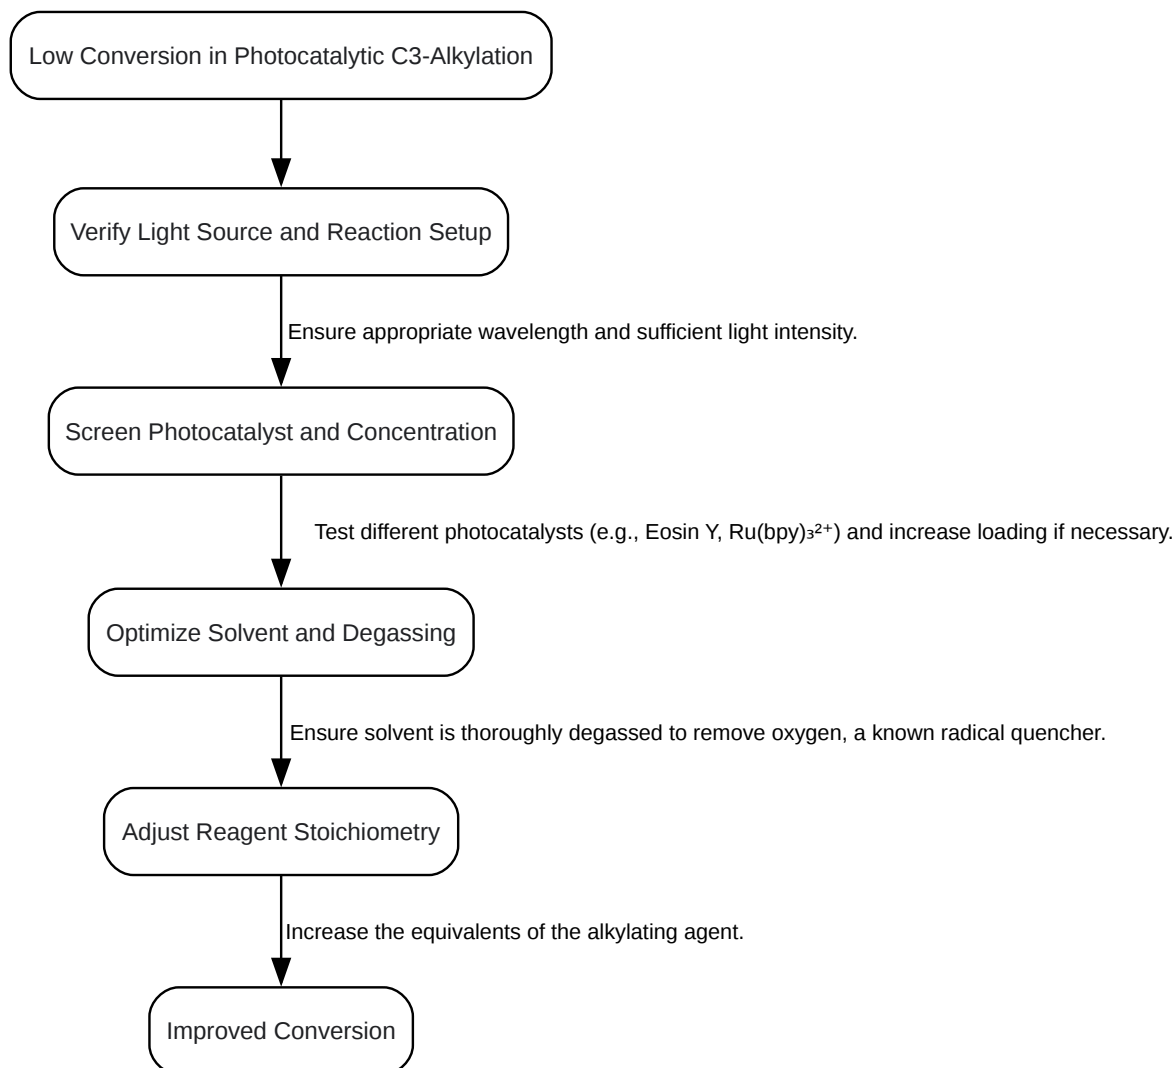 Low Conversion in Photocatalytic C3-Alkylation
Verify Light Source and Reaction Setup
Ensure appropriate wavelength and sufficient light intensity.
Screen Photocatalyst and Concentration
Test different photocatalysts (e.g., Eosin Y, Ru(bpy)₃²⁺) and increase loading if necessary.
Optimize Solvent and Degassing
Ensure solvent is thoroughly degassed to remove oxygen, a known radical quencher.
Adjust Reagent Stoichiometry
Increase the equivalents of the alkylating agent.
Improved Conversion